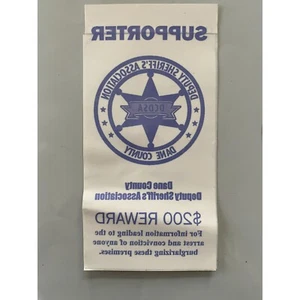 SUPPORTER
DEPUTY SHERIFF'S ASSOCIATION
DCDSA
DANE COUNTY
Dane County
Deputy Sheriff's Association
$200 REWARD
For information leading to the
arrest and conviction of anyone
burglarizing these premises.